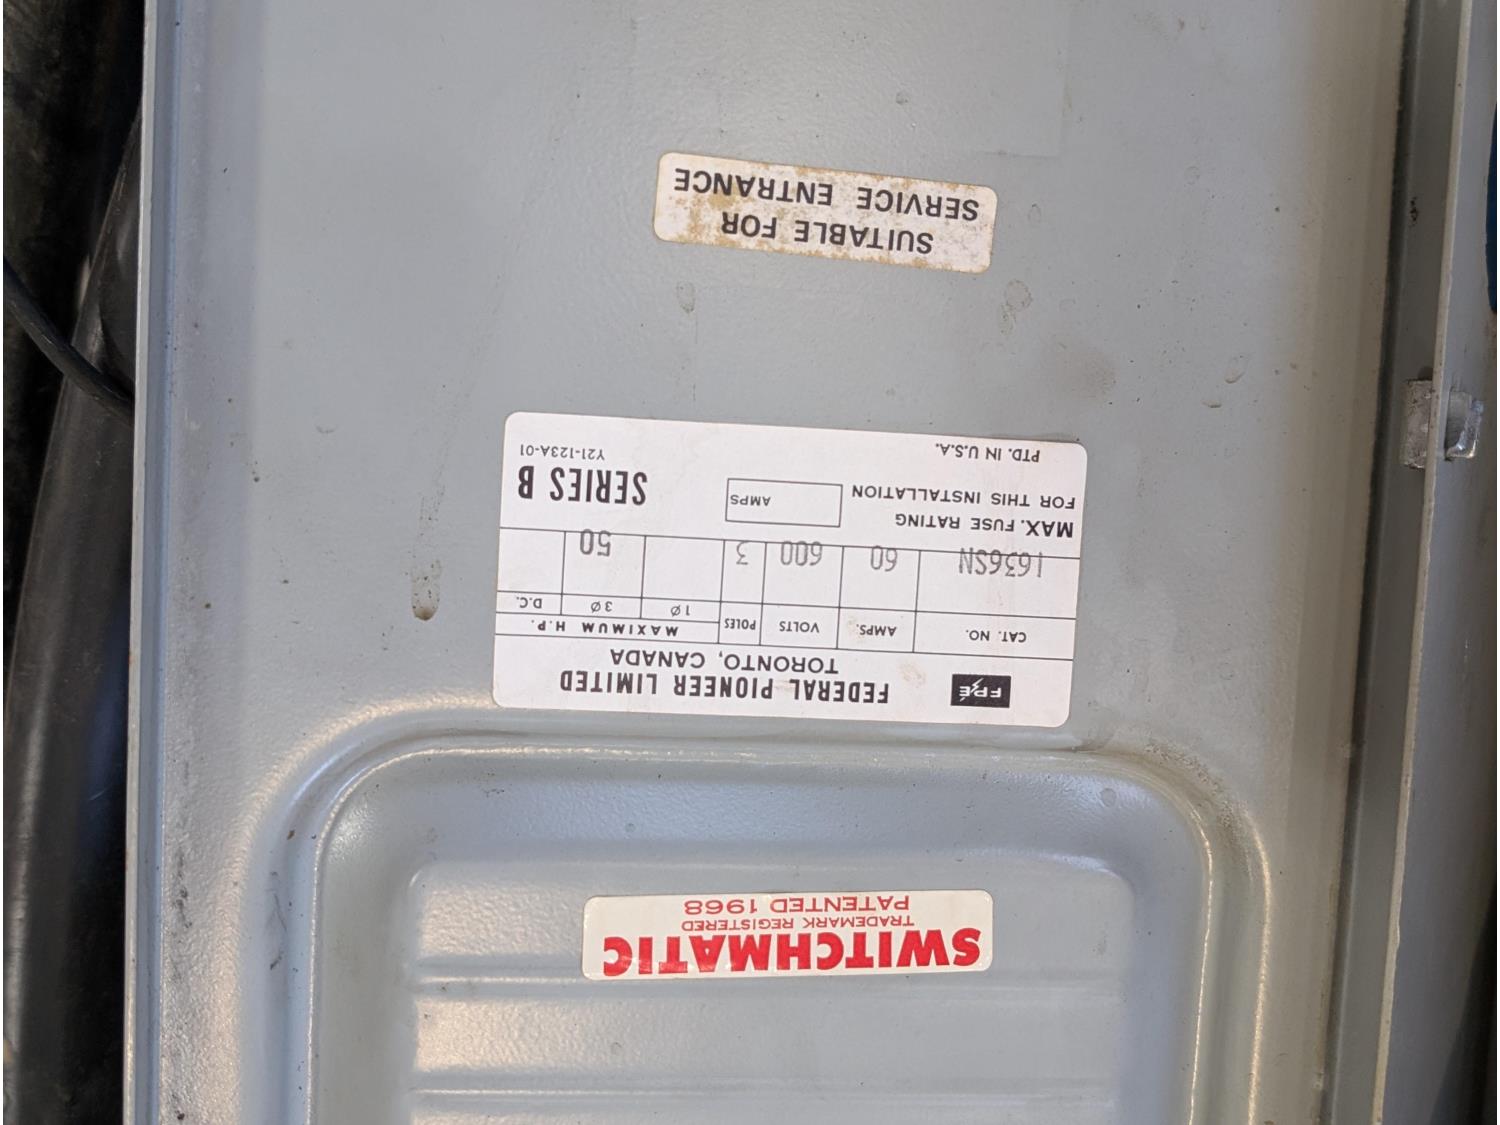 SWITCHMATIC
TRADEMARK REGISTERED
PATENTED 1968
FPE FEDERAL PIONEER LIMITED
TORONTO, CANADA
CAT. NO. AMPS. VOLTS POLES MAXIMUM H.P.
1Ø 3Ø D.C.
1636SN 60 600 3 50
MAX. FUSE RATING
FOR THIS INSTALLATION AMPS SERIES B
PTD. IN U.S.A. Y21-123A-01
SUITABLE FOR
SERVICE ENTRANCE